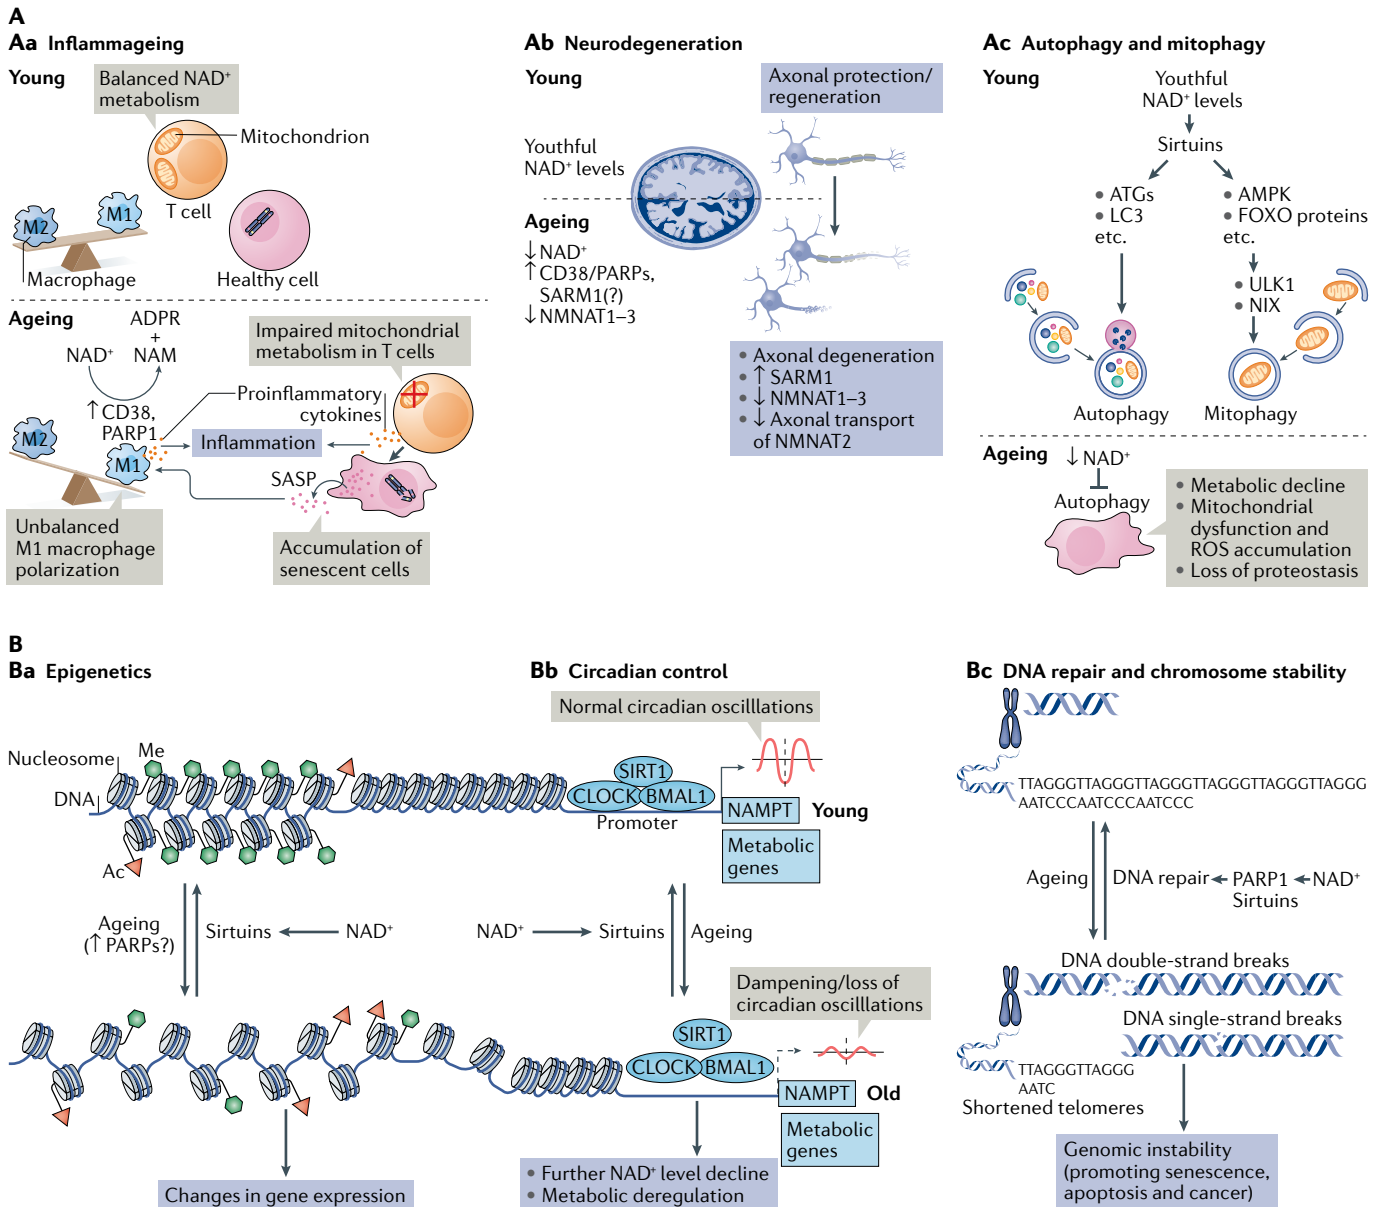 A
Aa Inflammageing
Young
Balanced NAD⁺
metabolism
Mitochondrion
T cell
M2
M1
Macrophage
Healthy cell
Ageing
ADPR
+
NAM
NAD⁺
↑ CD38,
PARP1
Impaired mitochondrial
metabolism in T cells
Proinflammatory
cytokines
Inflammation
M2
M1
SASP
Unbalanced
M1 macrophage
polarization
Accumulation of
senescent cells
Ab Neurodegeneration
Young
Axonal protection/
regeneration
Youthful
NAD⁺ levels
Ageing
↓ NAD⁺
↑ CD38/PARPs,
SARM1(?)
↓ NMNAT1–3
• Axonal degeneration
• ↑ SARM1
• ↓ NMNAT1–3
• ↓ Axonal transport
of NMNAT2
Ac Autophagy and mitophagy
Young
Youthful
NAD⁺ levels
Sirtuins
• ATGs
• LC3
etc.
• AMPK
• FOXO proteins
etc.
• ULK1
• NIX
Autophagy
Mitophagy
Ageing
↓ NAD⁺
Autophagy
• Metabolic decline
• Mitochondrial
dysfunction and
ROS accumulation
• Loss of proteostasis
B
Ba Epigenetics
Nucleosome
Me
DNA
Ac
Ageing
(↑ PARPs?)
Sirtuins
NAD⁺
Changes in gene expression
Bb Circadian control
Normal circadian oscilllations
SIRT1
CLOCK
BMAL1
Promoter
NAMPT
Young
Metabolic
genes
NAD⁺
Sirtuins
Ageing
Dampening/loss of
circadian oscilllations
SIRT1
CLOCK
BMAL1
NAMPT
Old
Metabolic
genes
• Further NAD⁺ level decline
• Metabolic deregulation
Bc DNA repair and chromosome stability
TTAGGGTTAGGGTTAGGGTTAGGGTTAGGGTTAGGG
AATCCCAATCCCAATCCC
Ageing
DNA repair
PARP1
Sirtuins
NAD⁺
DNA double-strand breaks
DNA single-strand breaks
TTAGGGTTAGGG
AATC
Shortened telomeres
Genomic instability
(promoting senescence,
apoptosis and cancer)